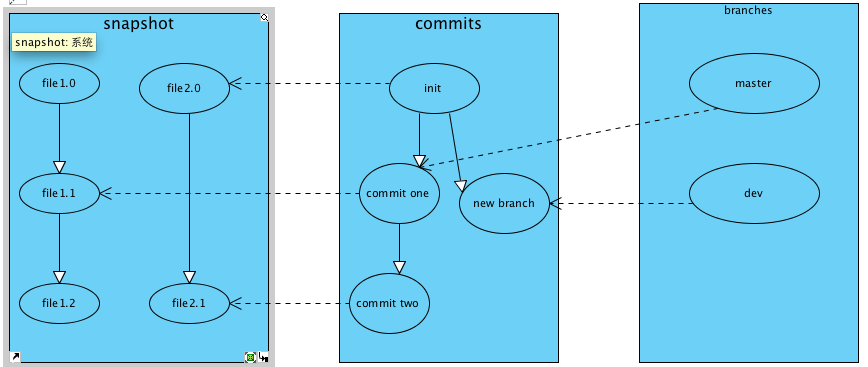 snapshot
snapshot: 系统
file1.0
file2.0
file1.1
file1.2
file2.1
commits
init
commit one
new branch
commit two
branches
master
dev